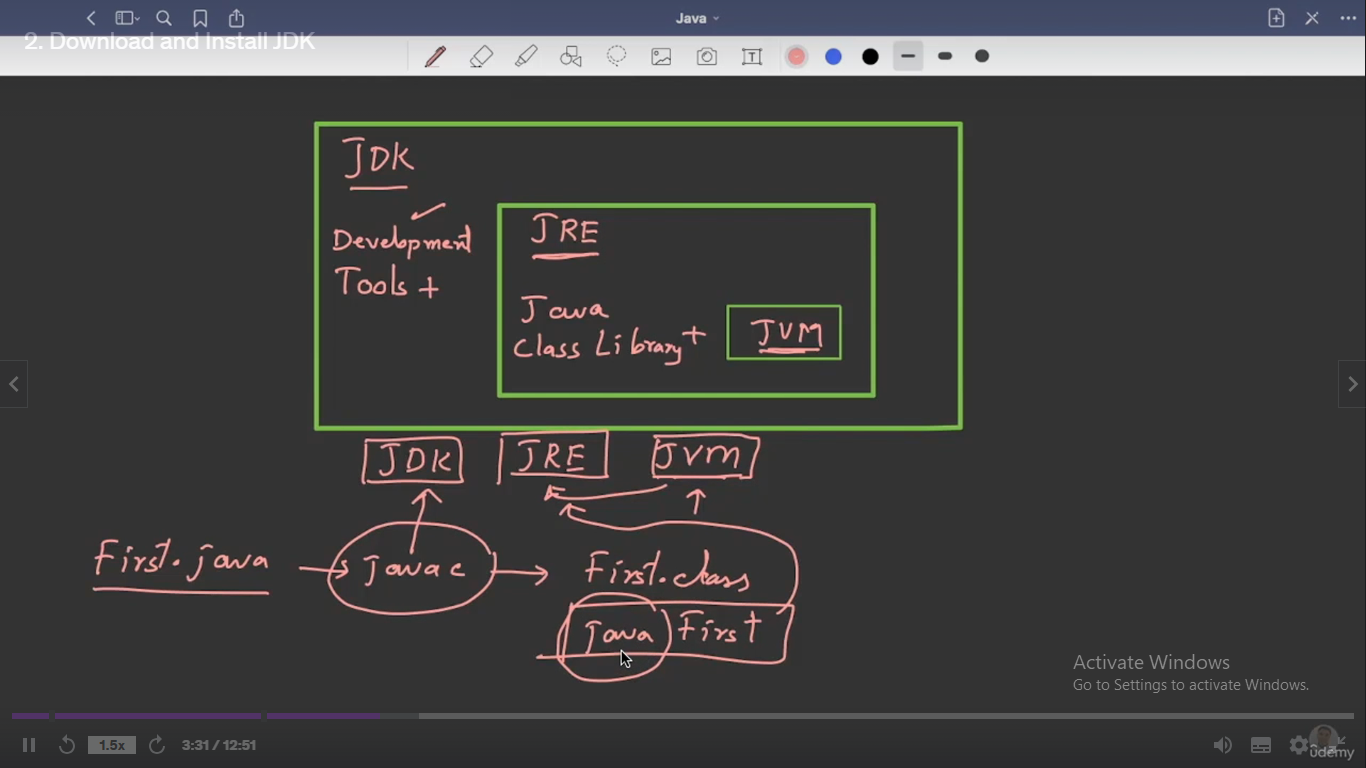 Java
2. Download and Install JDK
T
JDK
Development
Tools +
JRE
Java
Class Library +
JVM
JDK
JRE
JVM
First.java
javac
First.class
java First
Activate Windows
Go to Settings to activate Windows.
1.5x
3:31 / 12:51
ûdemy